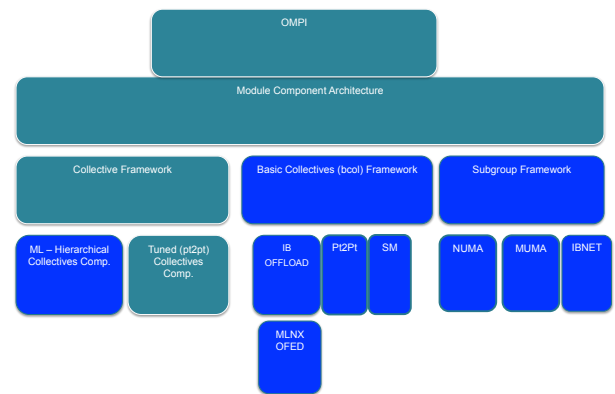 OMPI
Module Component Architecture
Collective Framework
Basic Collectives (bcol) Framework
Subgroup Framework
ML – Hierarchical
Collectives Comp.
Tuned (pt2pt)
Collectives
Comp.
IB
OFFLOAD
Pt2Pt
SM
NUMA
MUMA
IBNET
MLNX
OFED